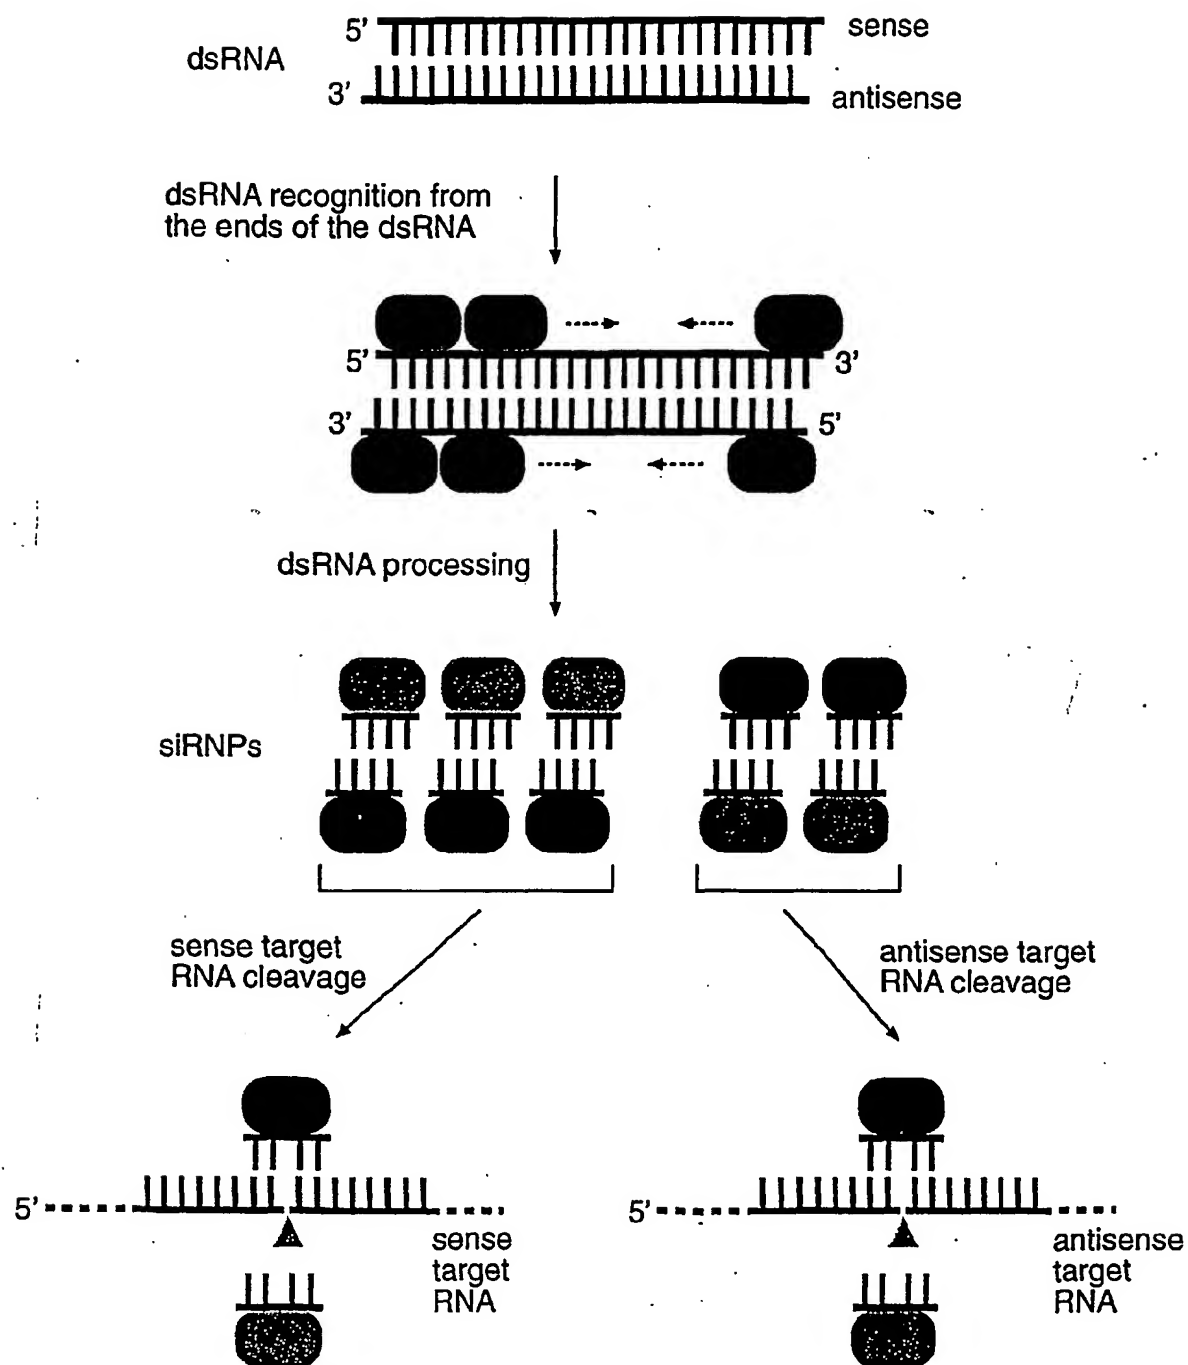 5' sense
dsRNA
3' antisense
dsRNA recognition from
the ends of the dsRNA
5' 3'
3' 5'
dsRNA processing
siRNPs
sense target
RNA cleavage
antisense target
RNA cleavage
5'
sense
target
RNA
5'
antisense
target
RNA